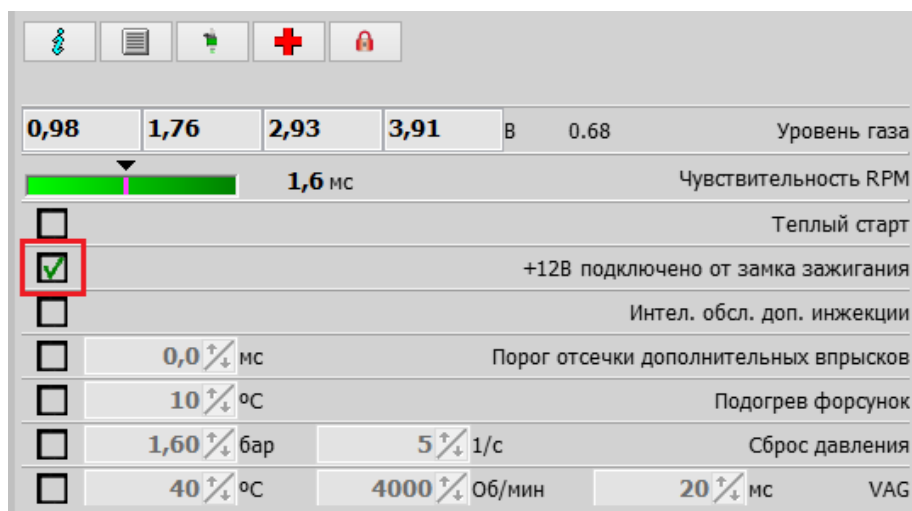 0,98 1,76 2,93 3,91 В 0.68 Уровень газа
1,6 мс Чувствительность RPM
Теплый старт
+12В подключено от замка зажигания
Интел. обсл. доп. инжекции
0,0 мс Порог отсечки дополнительных впрысков
10 ºC Подогрев форсунок
1,60 бар 5 1/с Сброс давления
40 ºC 4000 Об/мин 20 мс VAG